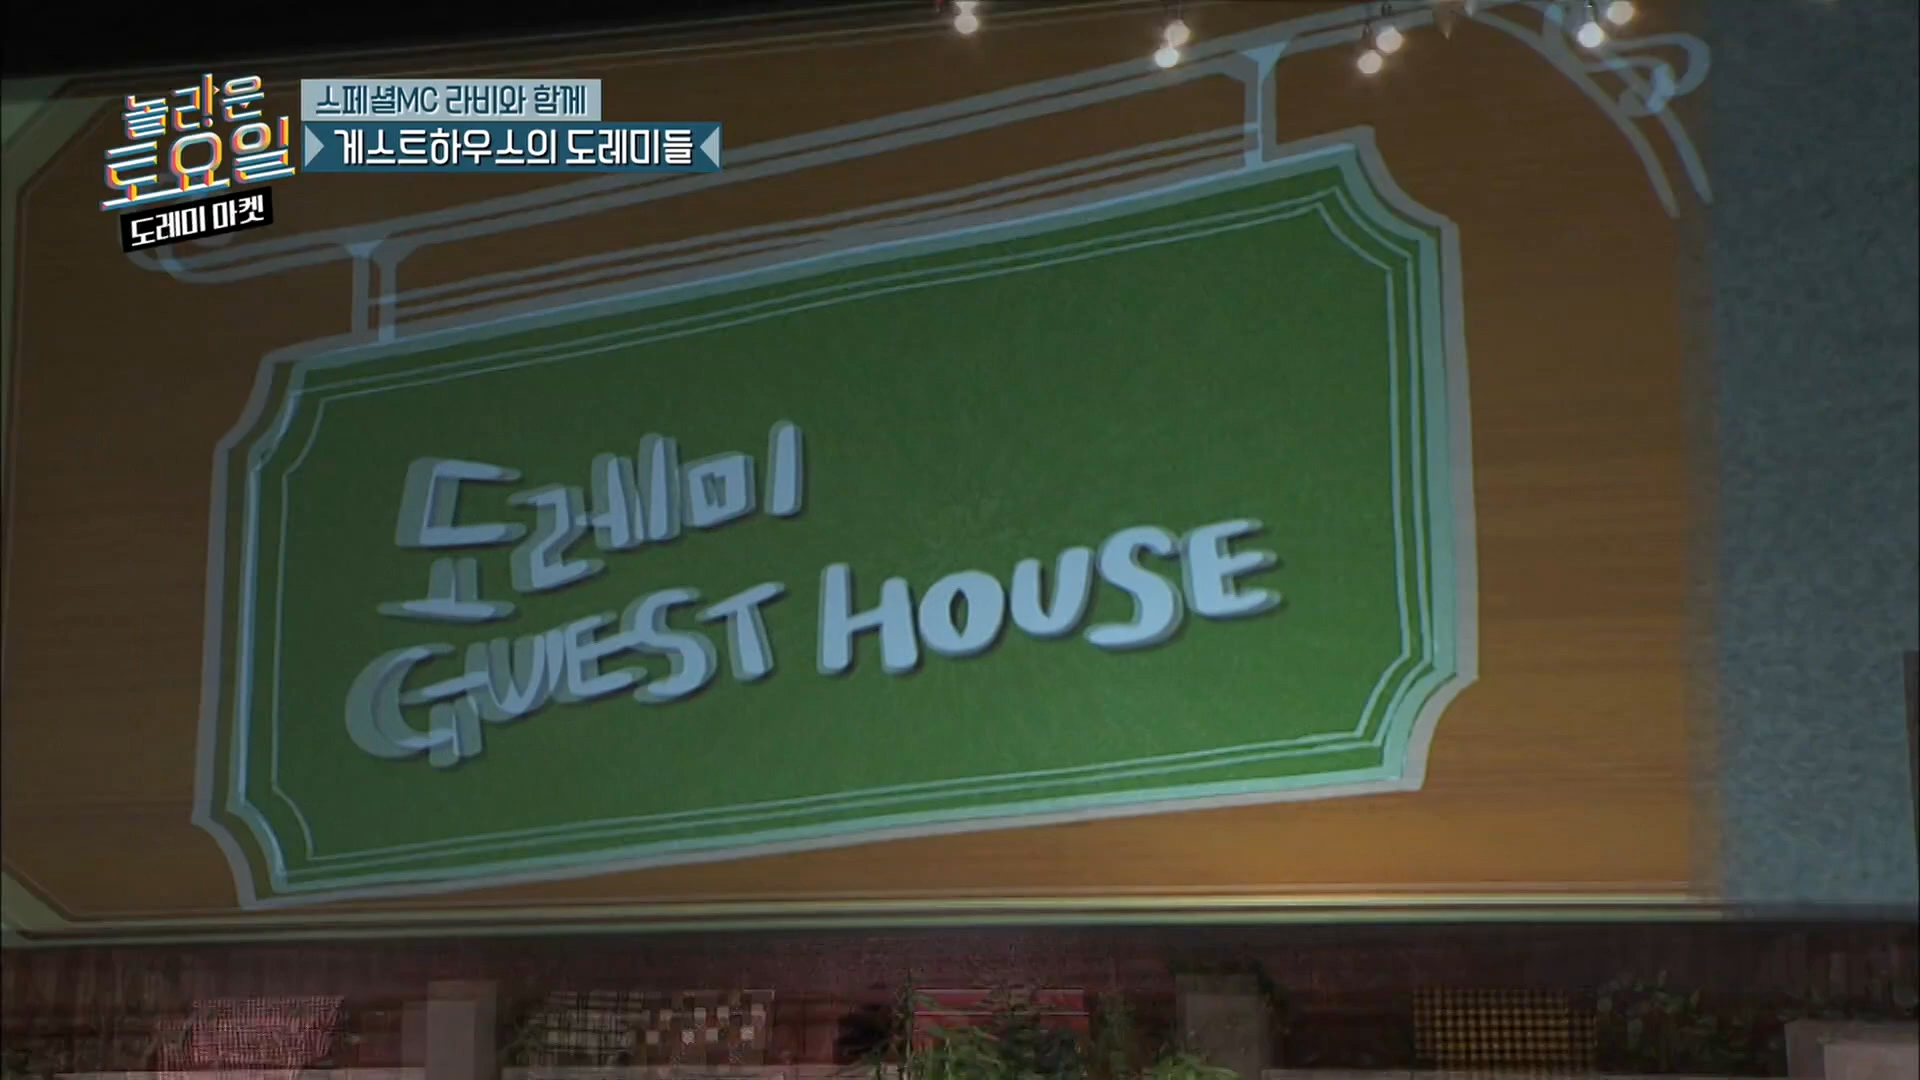 놀라운
토요일
도레미 마켓
스페셜MC 라비와 함께
게스트하우스의 도레미들
도레미
GUEST HOUSE